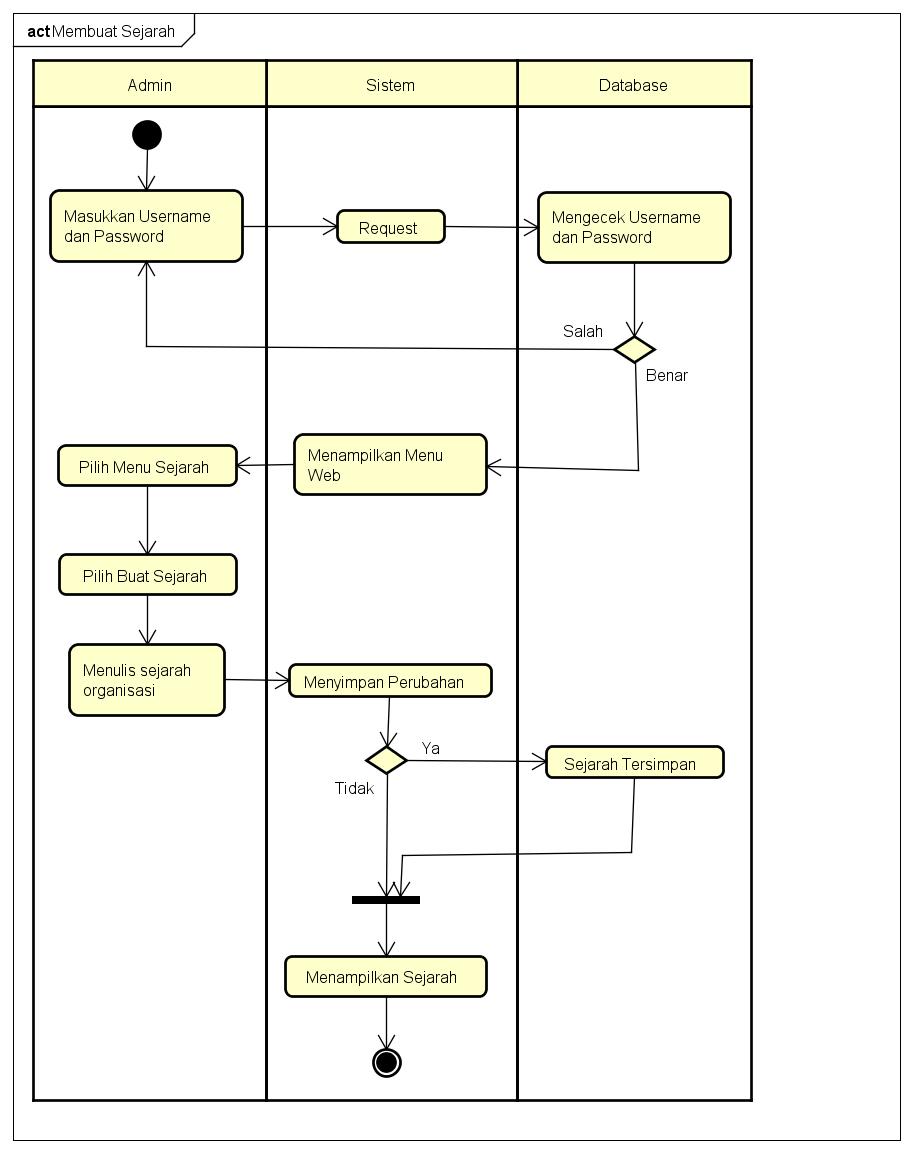 act Membuat Sejarah
Admin
Sistem
Database
Masukkan Username
dan Password
Request
Mengecek Username
dan Password
Salah
Benar
Menampilkan Menu
Web
Pilih Menu Sejarah
Pilih Buat Sejarah
Menulis sejarah
organisasi
Menyimpan Perubahan
Ya
Sejarah Tersimpan
Tidak
Menampilkan Sejarah